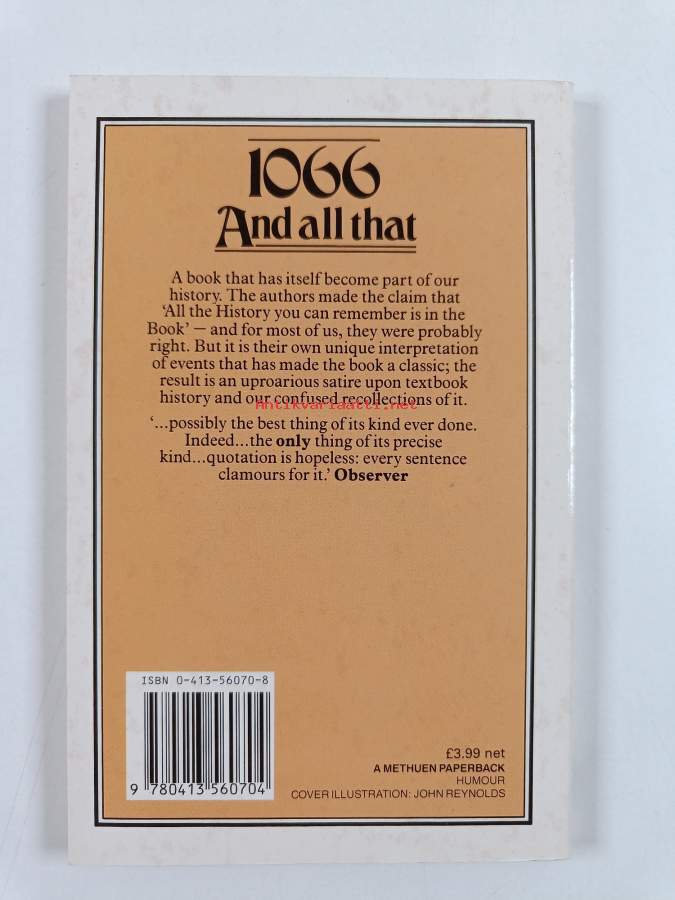 1066
And all that
A book that has itself become part of our
history. The authors made the claim that
‘All the History you can remember is in the
Book’ – and for most of us, they were probably
right. But it is their own unique interpretation
of events that has made the book a classic; the
result is an uproarious satire upon textbook
history and our confused recollections of it.
Antikvariaatti.net
‘...possibly the best thing of its kind ever done.
Indeed...the only thing of its precise
kind...quotation is hopeless: every sentence
clamours for it.’ Observer
ISBN 0-413-56070-8
9 780413 560704
£3.99 net
A METHUEN PAPERBACK
HUMOUR
COVER ILLUSTRATION: JOHN REYNOLDS